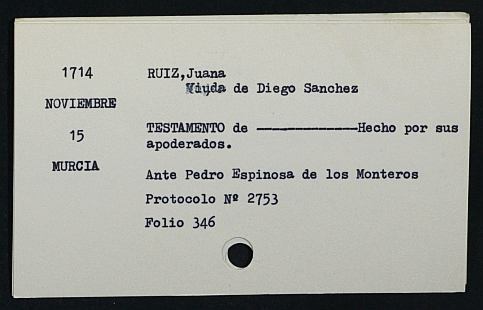 1714
NOVIEMBRE
15
MURCIA
RUIZ,Juana
Viuda de Diego Sanchez
TESTAMENTO de ---------------Hecho por sus
apoderados.
Ante Pedro Espinosa de los Monteros
Protocolo Nº 2753
Folio 346